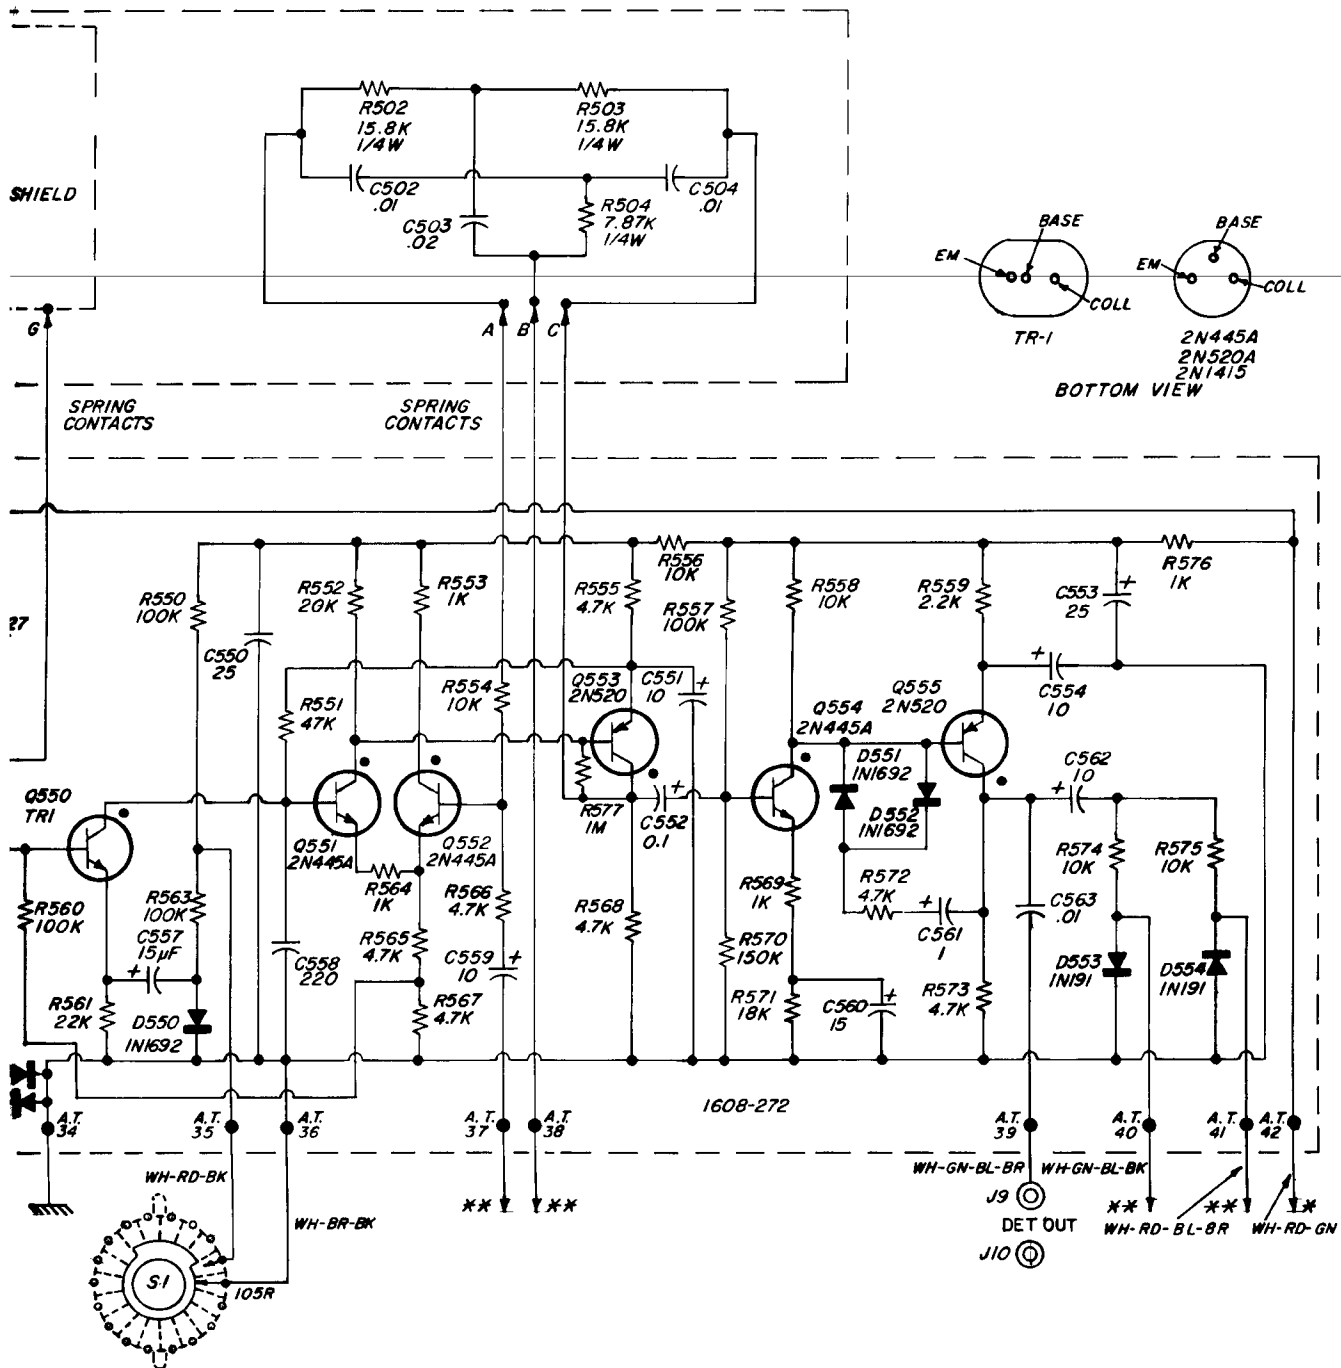 R502
15.8K
1/4W
R503
15.8K
1/4W
SHIELD
C502
.01
C503
.02
R504
7.87K
1/4W
C504
.01
BASE
EM
COLL
TR-1
BASE
EM
COLL
2N445A
2N520A
2N1415
BOTTOM VIEW
G
A
B
C
SPRING
CONTACTS
SPRING
CONTACTS
27
R550
100K
C550
25
R552
20K
R553
1K
R555
4.7K
R556
10K
R557
100K
R558
10K
R559
2.2K
C553
25
+
R576
1K
R551
47K
R554
10K
Q553
2N520
C551
10
+
Q554
2N445A
Q555
2N520
+
C554
10
Q550
TR1
Q551
2N445A
Q552
2N445A
R577
1M
+
C552
0.1
D551
1N1692
D552
1N1692
+
C562
10
R560
100K
R563
100K
C557
15µF
+
R564
1K
R566
4.7K
R568
4.7K
R569
1K
R572
4.7K
+
C561
1
C563
.01
R574
10K
R575
10K
R561
22K
D550
1N1692
C558
220
R565
4.7K
R567
4.7K
C559
10
+
R570
150K
R571
18K
C560
15
+
R573
4.7K
D553
1N191
D554
1N191
1608-272
A.T.
34
A.T.
35
A.T.
36
A.T.
37
A.T.
38
A.T.
39
A.T.
40
A.T.
41
A.T.
42
WH-RD-BK
WH-BR-BK
**
**
WH-GN-BL-BR
WH-GN-BL-BK
J9
DET OUT
J10
**
WH-RD-BL-BR
**
WH-RD-GN
S1
105R